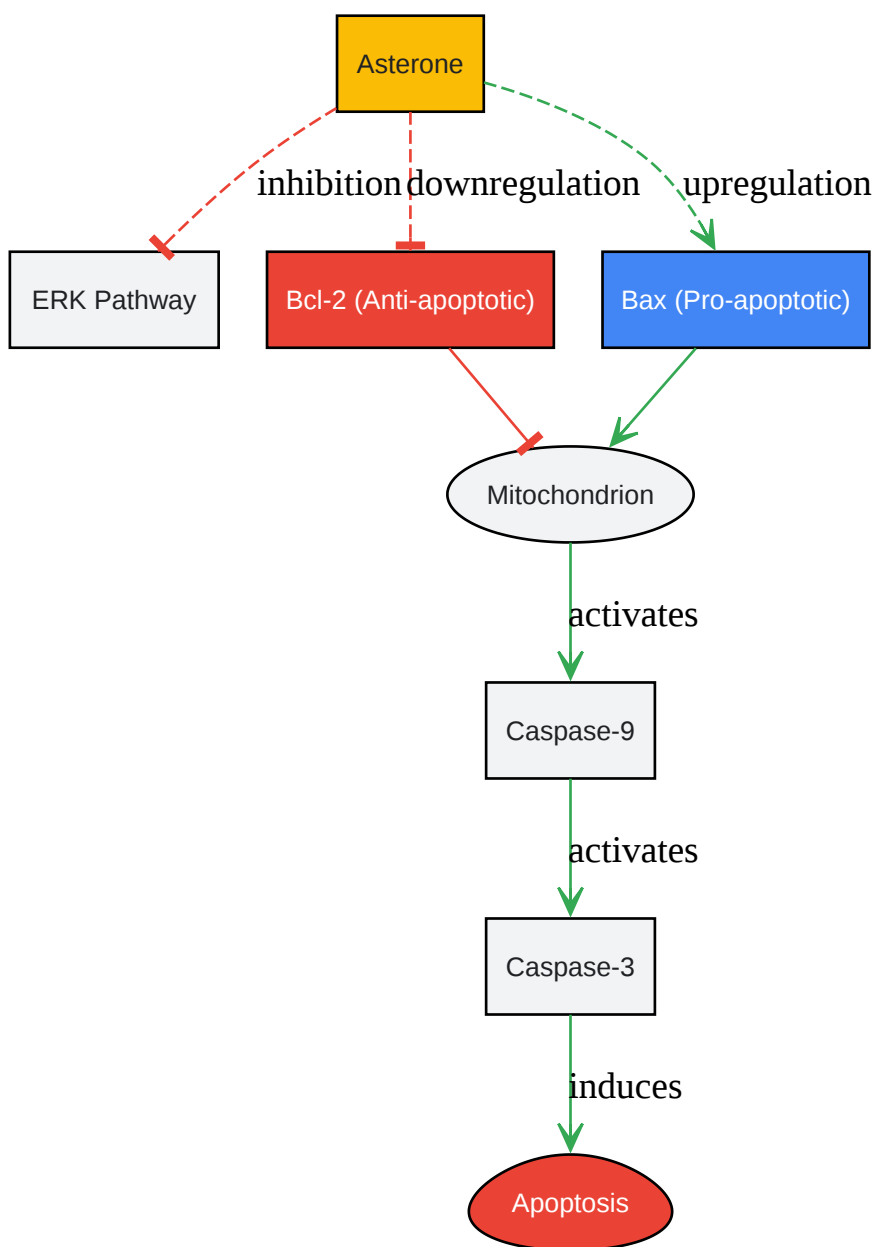 Asterone
inhibition
downregulation
upregulation
ERK Pathway
Bcl-2 (Anti-apoptotic)
Bax (Pro-apoptotic)
Mitochondrion
activates
Caspase-9
activates
Caspase-3
induces
Apoptosis